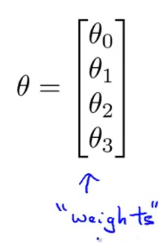 θ = [θ₀
θ₁
θ₂
θ₃]
"weights"